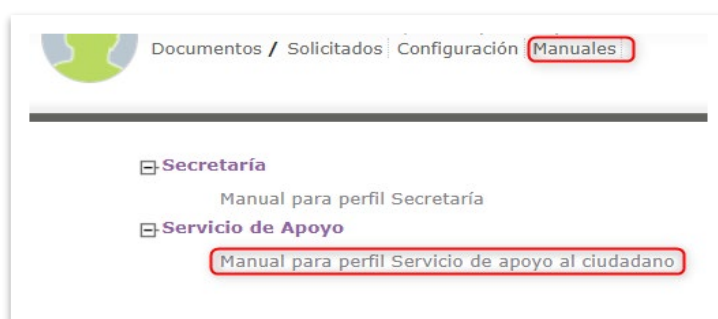 Documentos / Solicitados Configuración Manuales
Secretaría
Manual para perfil Secretaría
Servicio de Apoyo
Manual para perfil Servicio de apoyo al ciudadano